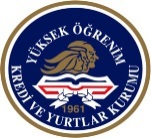 YÜKSEK ÖĞRENİM
KREDİ VE YURTLAR KURUMU
1961